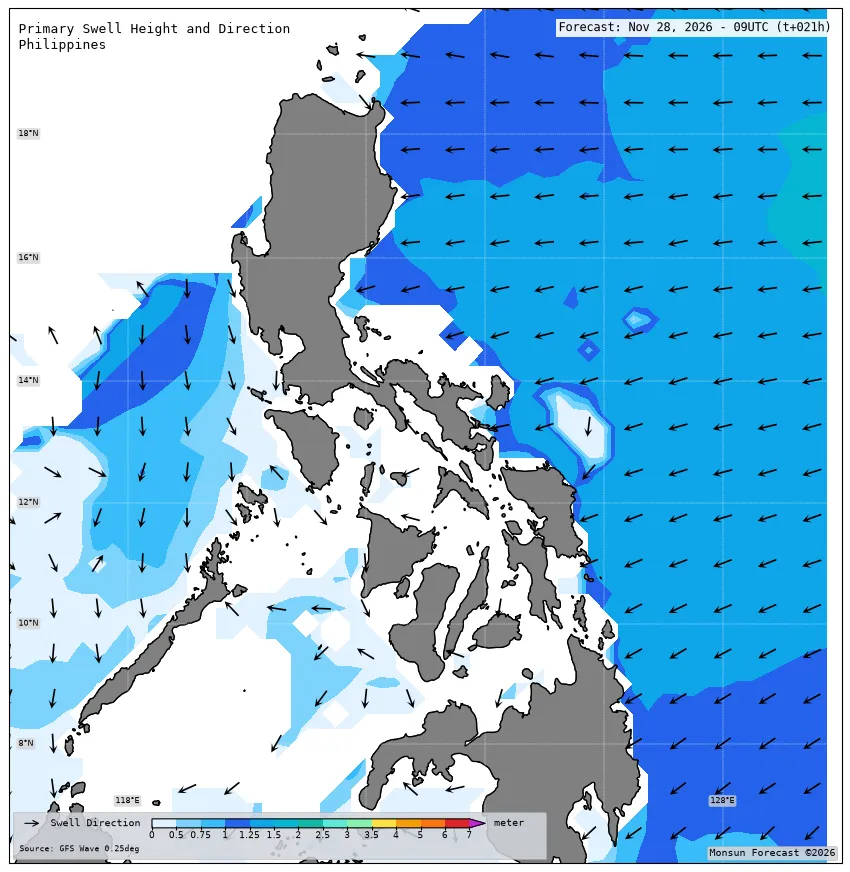 Primary Swell Height and Direction
Philippines
Forecast: Nov 28, 2026 - 09UTC (t+021h)
18°N
16°N
14°N
12°N
10°N
8°N
118°E
128°E
Swell Direction
0 0.5 0.75 1 1.25 1.5 2 2.5 3 3.5 4 5 6 7
meter
Source: GFS Wave 0.25deg
Monsun Forecast ©2026